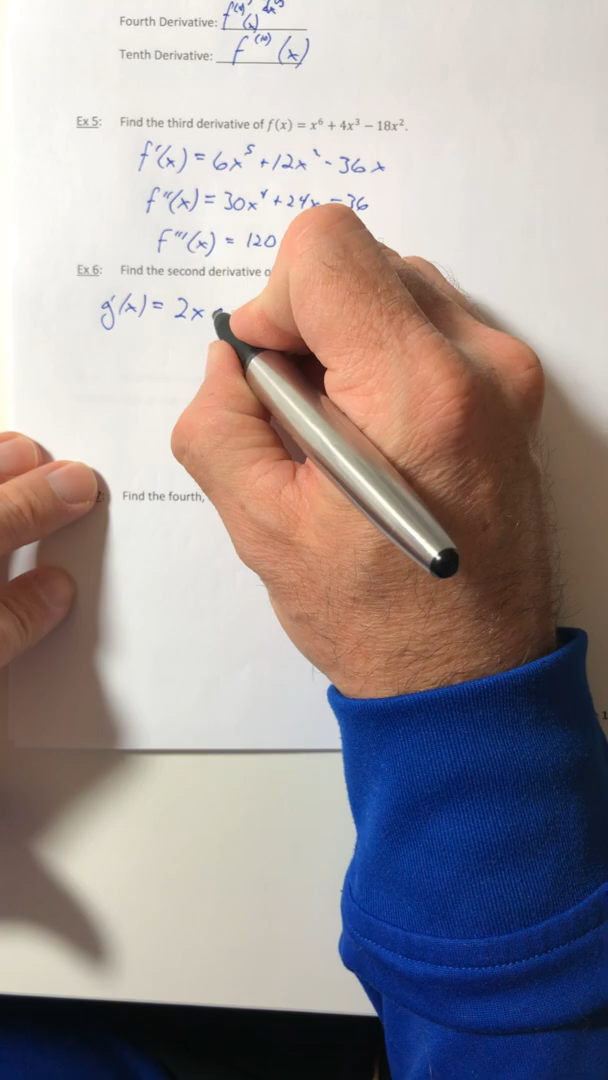 Fourth Derivative: f⁽⁴⁾(x)
Tenth Derivative: f⁽¹⁰⁾(x)
Ex 5: Find the third derivative of f(x) = x⁶ + 4x³ − 18x².
f'(x) = 6x⁵ + 12x² - 36x
f''(x) = 30x⁴ + 24x - 36
f'''(x) = 120
Ex 6: Find the second derivative o
g'(x) = 2x
Find the fourth,